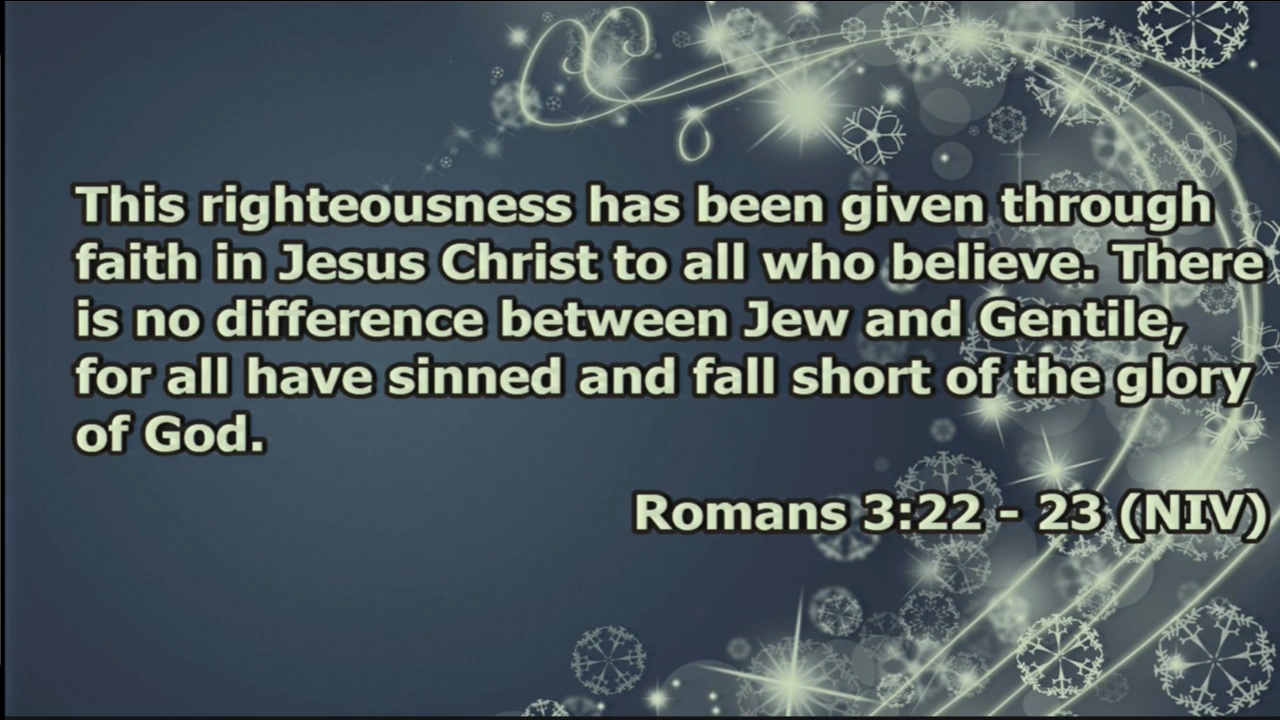 This righteousness has been given through
faith in Jesus Christ to all who believe. There
is no difference between Jew and Gentile,
for all have sinned and fall short of the glory
of God.
Romans 3:22 - 23 (NIV)